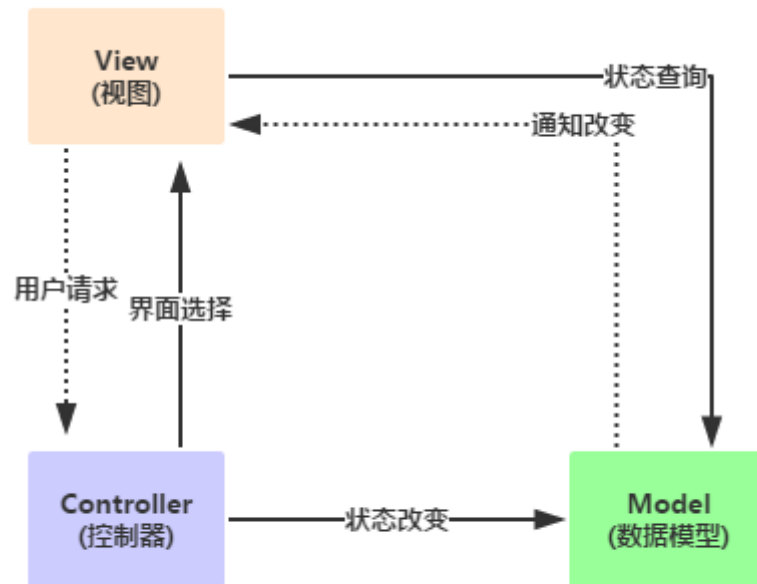 View
(视图)
状态查询
通知改变
用户请求
界面选择
Controller
(控制器)
状态改变
Model
(数据模型)